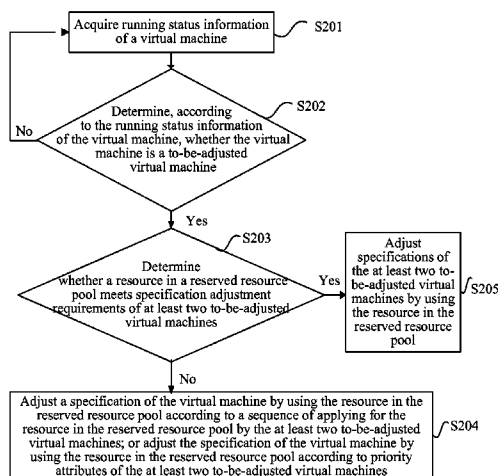 Acquire running status information
of a virtual machine
S201
S202
Determine, according
to the running status information
of the virtual machine, whether the virtual
machine is a to-be-adjusted
virtual machine
No
Yes
S203
Determine
whether a resource in a reserved resource
pool meets specification adjustment
requirements of at least two to-be-adjusted
virtual machines
Yes
Adjust
specifications of
the at least two to-
be-adjusted virtual
machines by using
the resource in the
reserved resource
pool
S205
No
Adjust a specification of the virtual machine by using the resource in the
reserved resource pool according to a sequence of applying for the
resource in the reserved resource pool by the at least two to-be-adjusted
virtual machines; or adjust the specification of the virtual machine by
using the resource in the reserved resource pool according to priority
attributes of the at least two to-be-adjusted virtual machines
S204